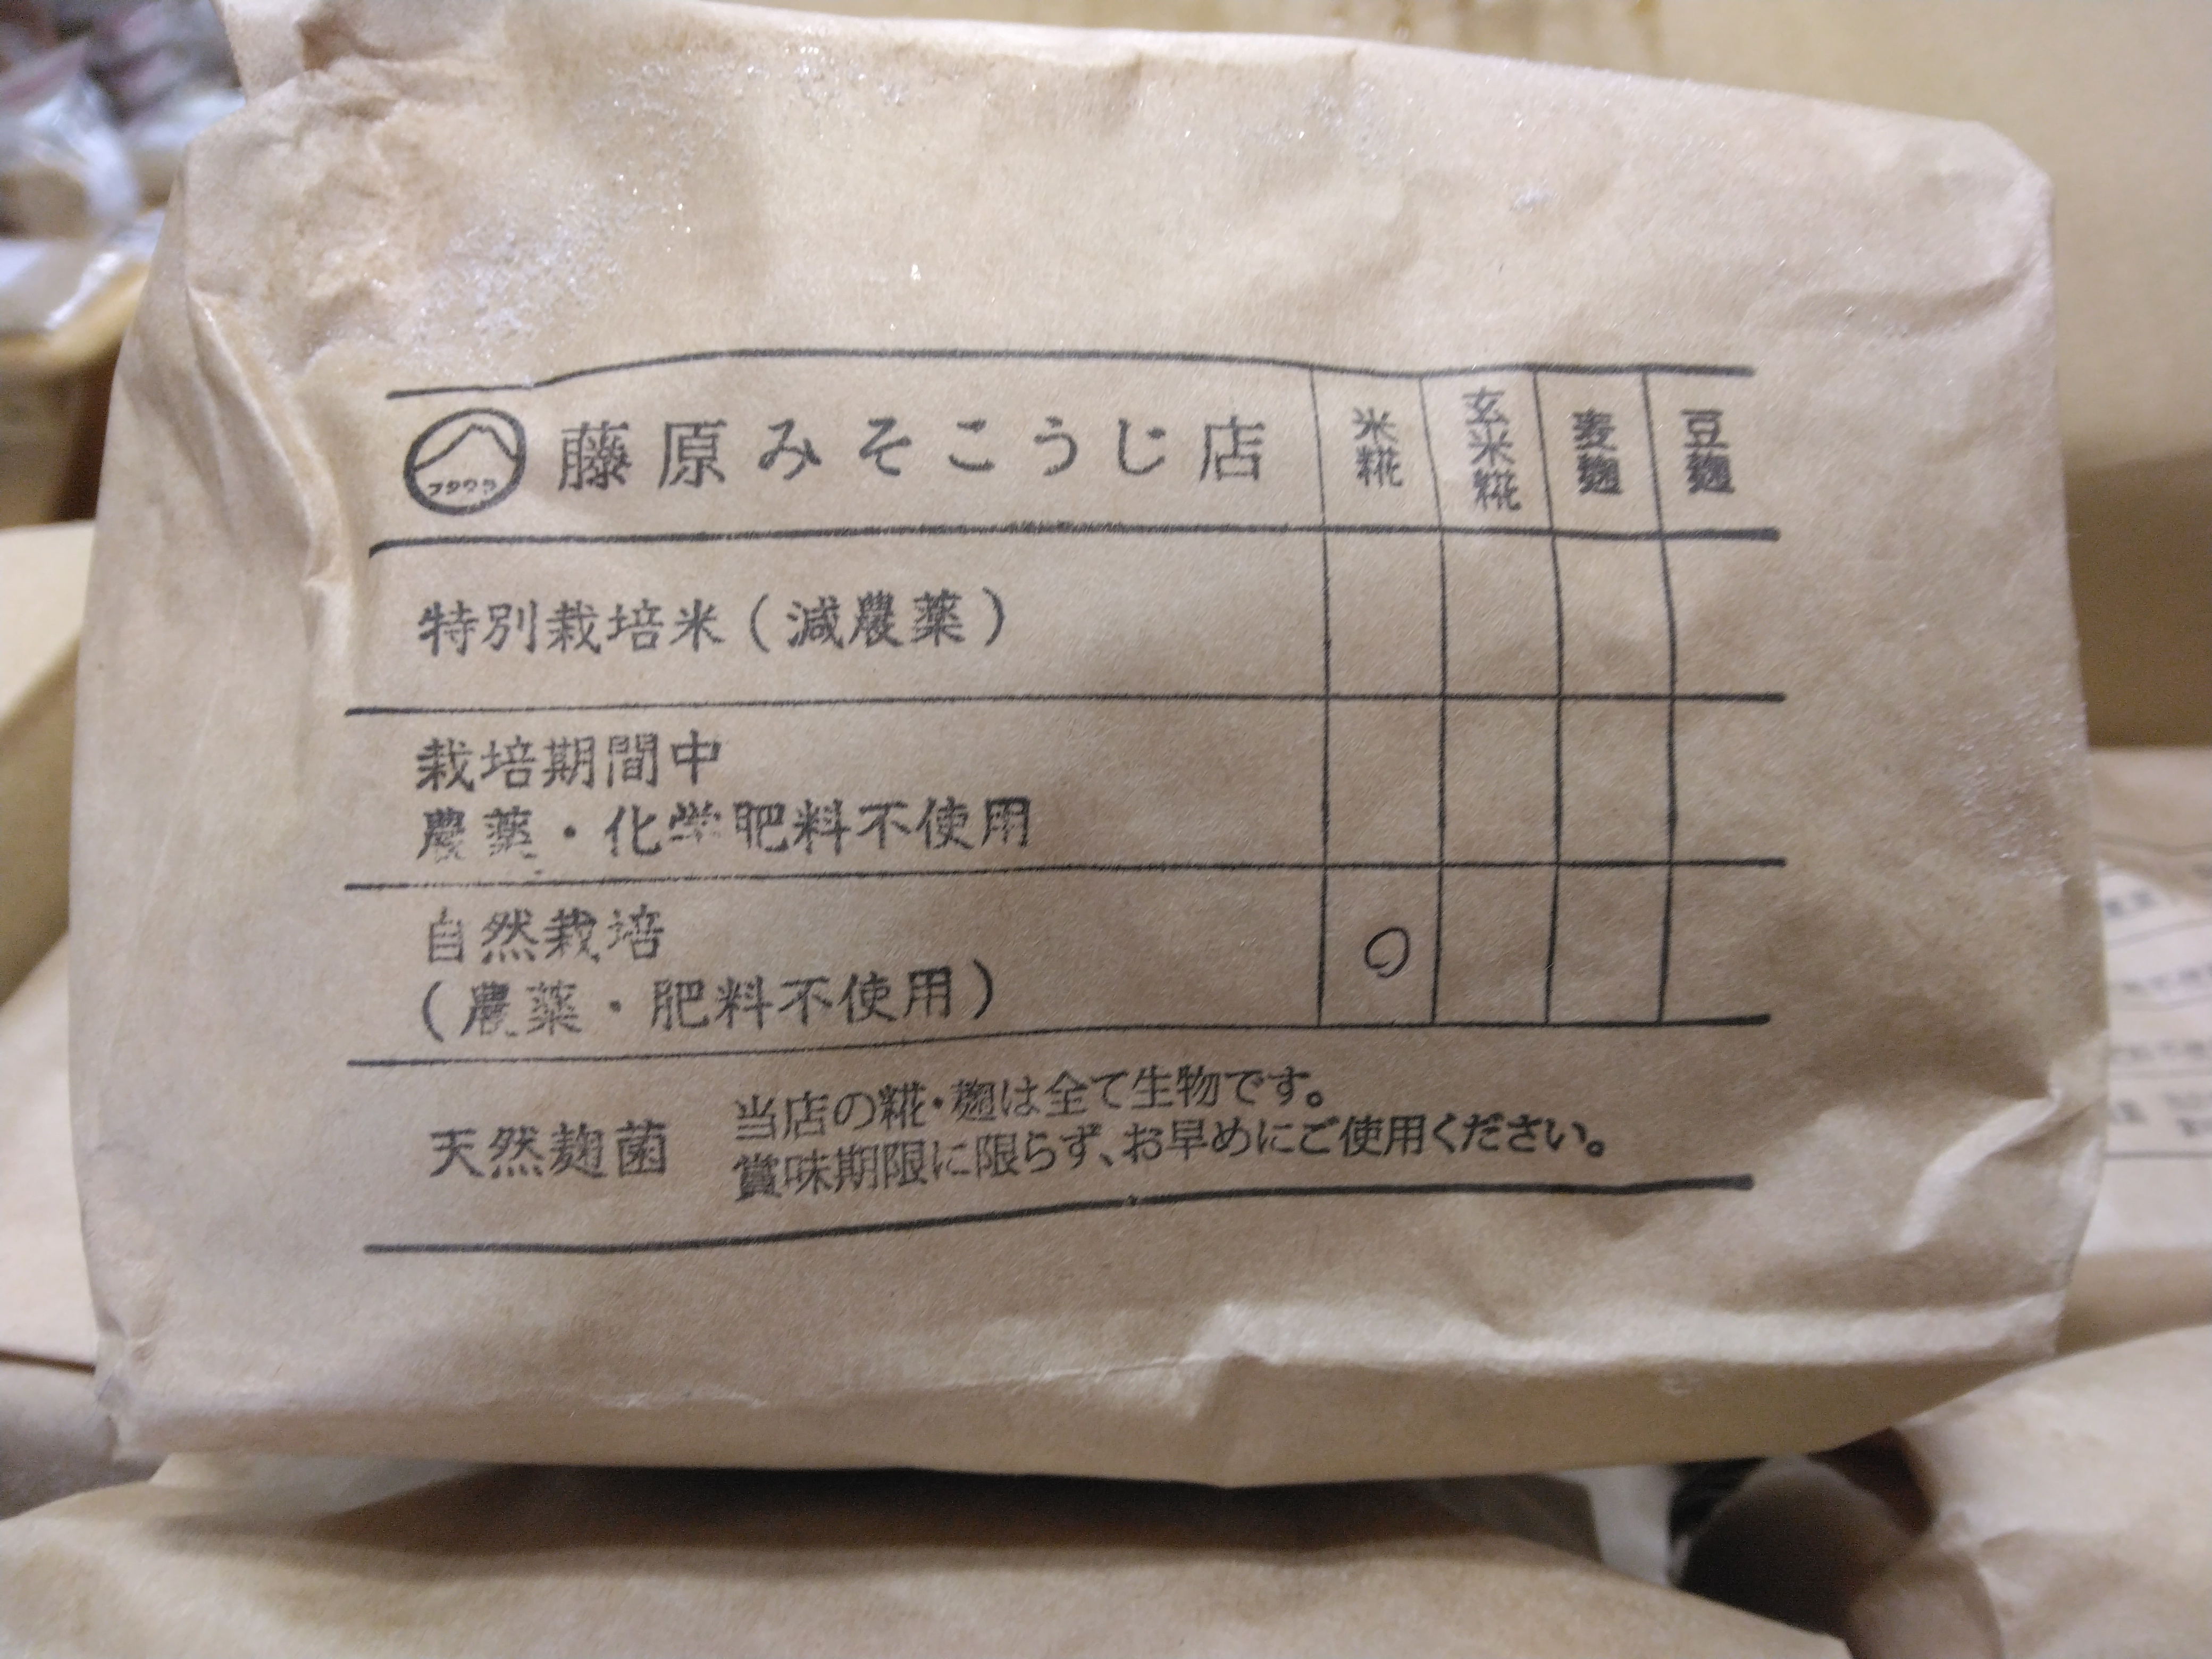 フジワラ
藤原みそこうじ店
米糀
玄米糀
麦麹
豆麹
特別栽培米（減農薬）
栽培期間中
農薬・化学肥料不使用
自然栽培
（農薬・肥料不使用）
○
天然麹菌
当店の糀・麹は全て生物です。
賞味期限に限らず、お早めにご使用ください。